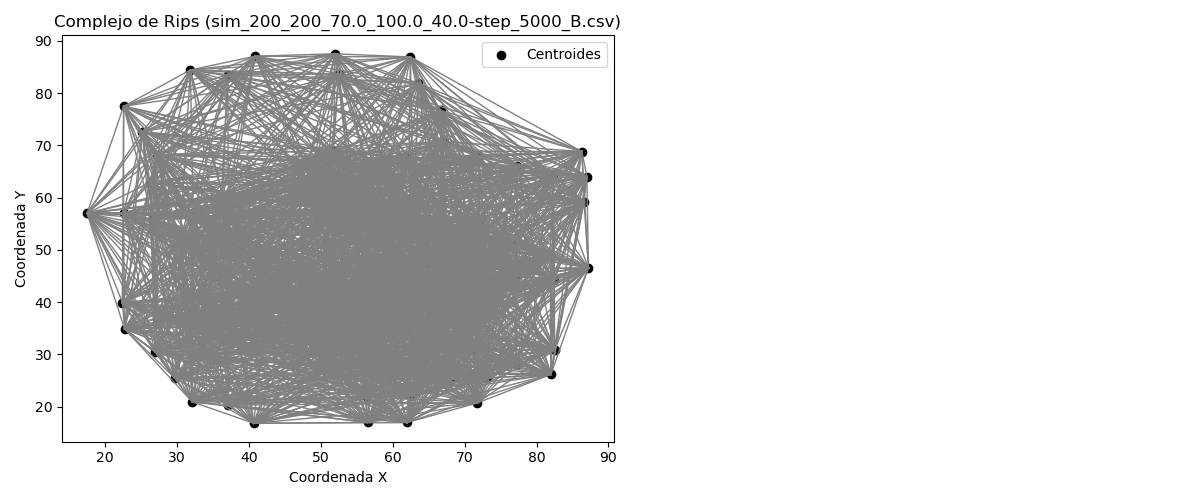 Complejo de Rips (sim_200_200_70.0_100.0_40.0-step_5000_B.csv)
Centroides
Coordenada Y
90
80
70
60
50
40
30
20
20 30 40 50 60 70 80 90
Coordenada X